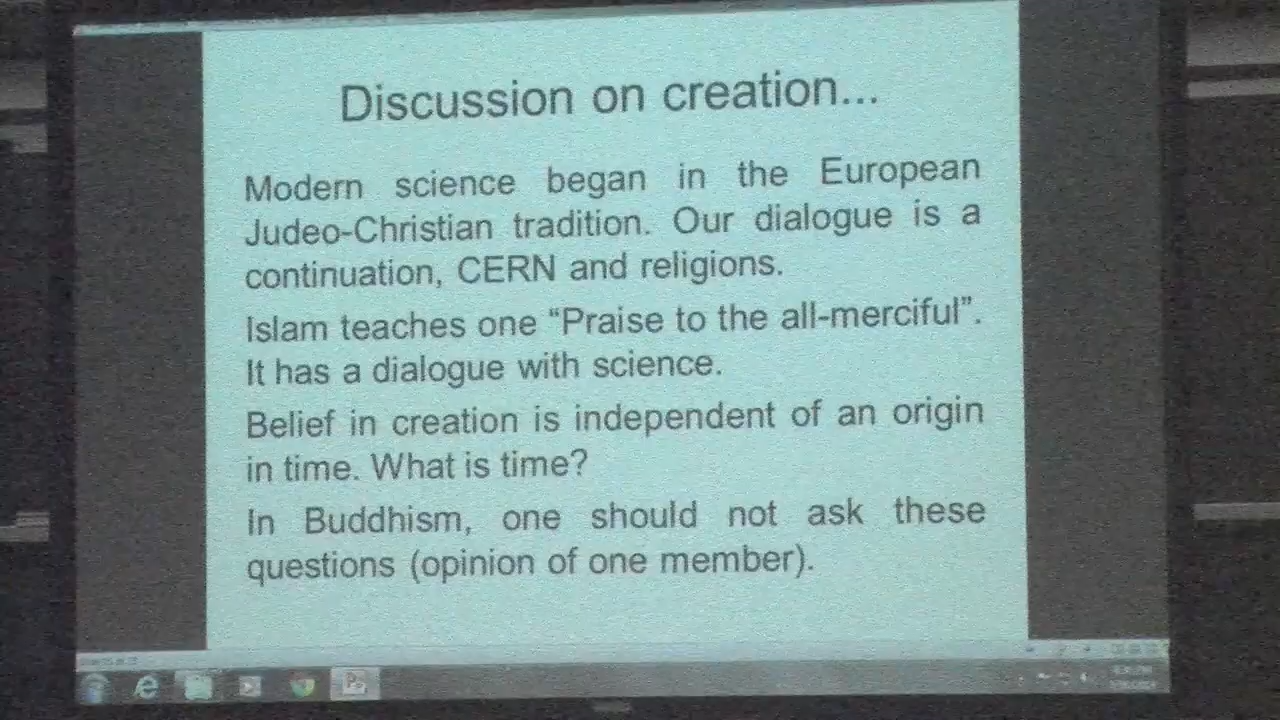 Discussion on creation...
Modern science began in the European
Judeo-Christian tradition. Our dialogue is a
continuation, CERN and religions.
Islam teaches one “Praise to the all-merciful”.
It has a dialogue with science.
Belief in creation is independent of an origin
in time. What is time?
In Buddhism, one should not ask these
questions (opinion of one member).